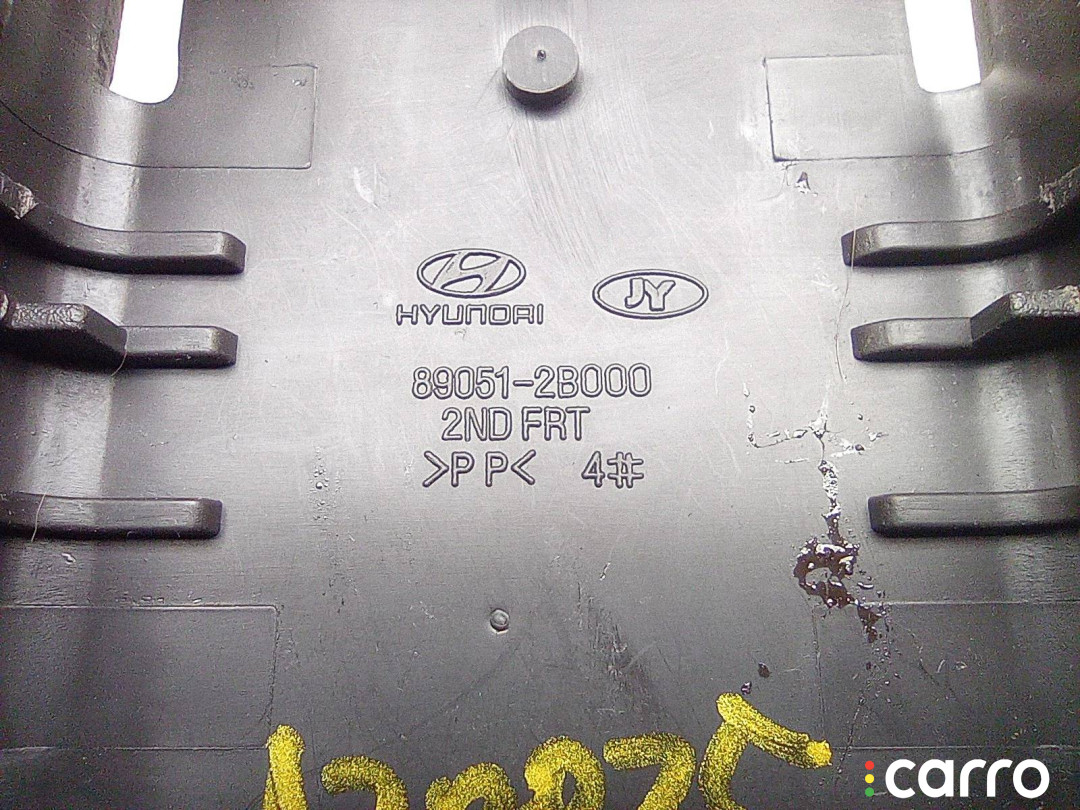 HYUNDAI JY
89051-2B000
2ND FRT
>PP< 4#
carro